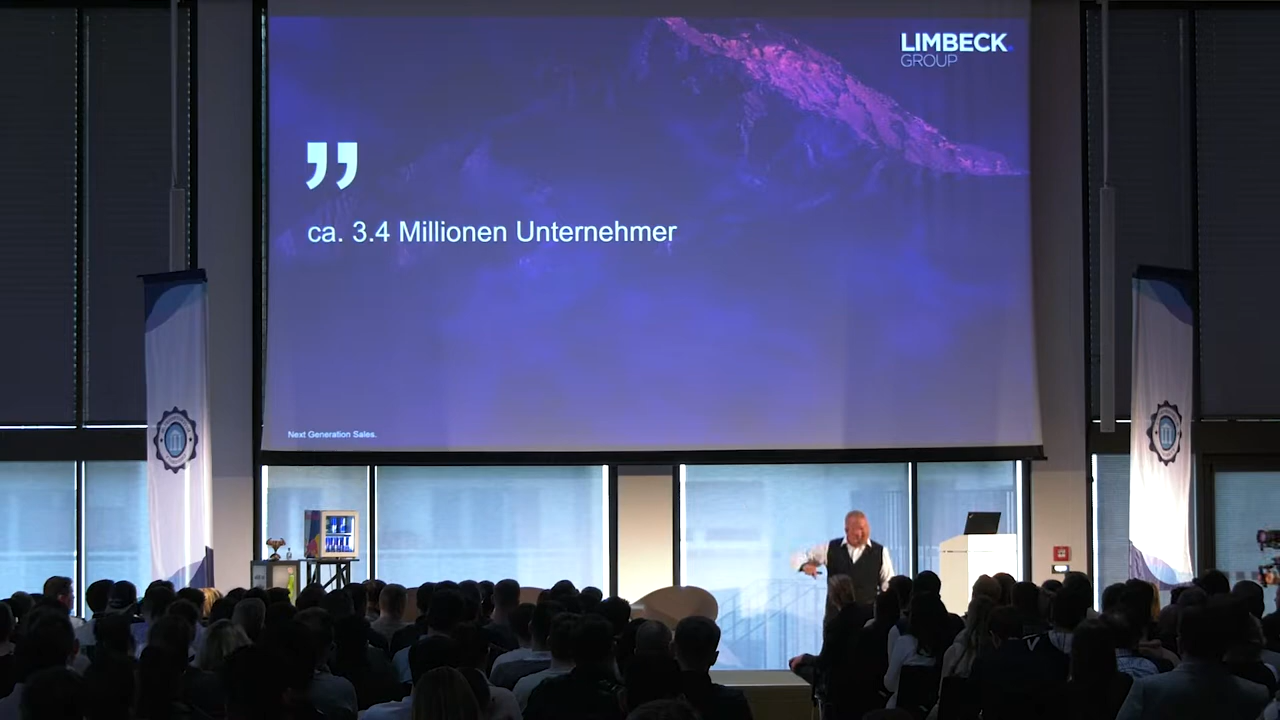 LIMBECK.
GROUP
”
ca. 3.4 Millionen Unternehmer
Next Generation Sales.